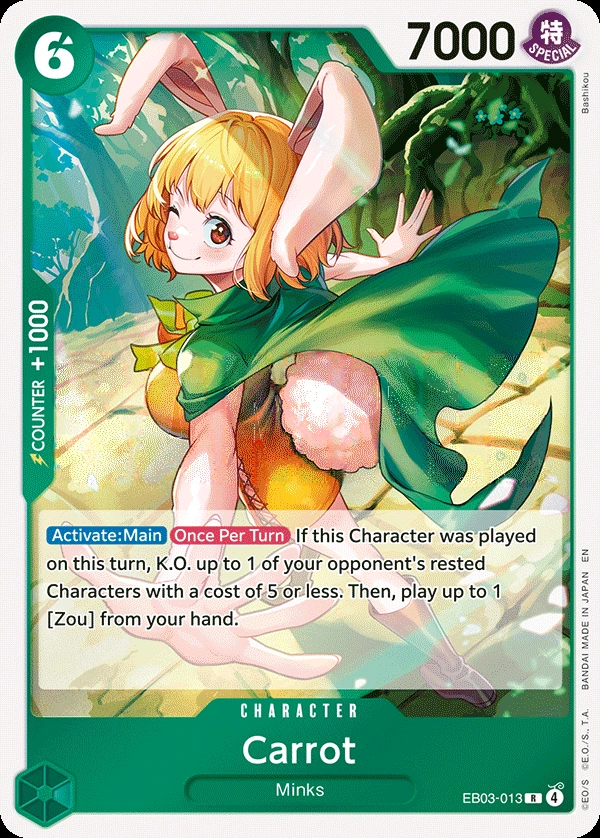 6
7000
特
SPECIAL
Bashikou
COUNTER +1000
Activate:Main Once Per Turn If this Character was played
on this turn, K.O. up to 1 of your opponent's rested
Characters with a cost of 5 or less. Then, play up to 1
[Zou] from your hand.
CHARACTER
Carrot
Minks
EB03-013 R 4
©EO/S ©E.O./S., T.A. BANDAI MADE IN JAPAN EN